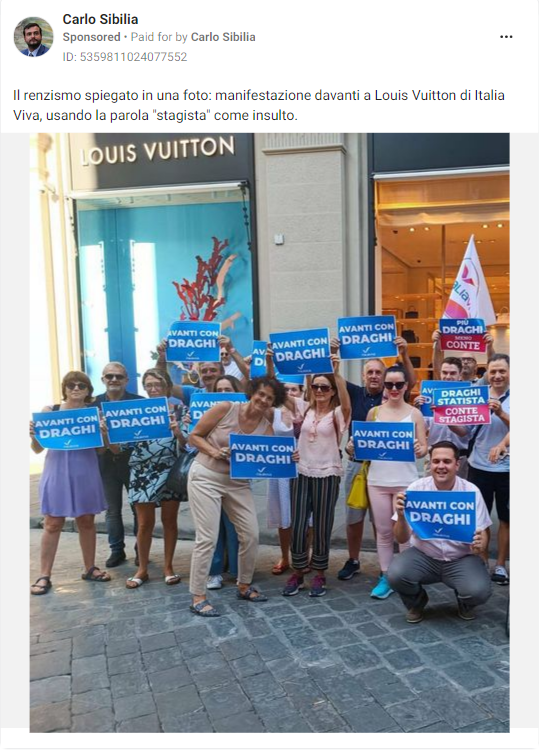 Carlo Sibilia
Sponsored • Paid for by Carlo Sibilia
ID: 5359811024077552
Il renzismo spiegato in una foto: manifestazione davanti a Louis Vuitton di Italia
Viva, usando la parola "stagista" come insulto.
LOUIS VUITTON
AVANTI CON
DRAGHI
AVANTI CON
DRAGHI
AVANTI CON
DRAGHI
PIÙ
DRAGHI
MENO
CONTE
DRAGHI
STATISTA
CONTE
STAGISTA
AVANTI CON
DRAGHI
AVANTI CON
DRAGHI
AVANTI CON
DRAGHI
AVANTI CON
DRAGHI
AVANTI CON
DRAGHI